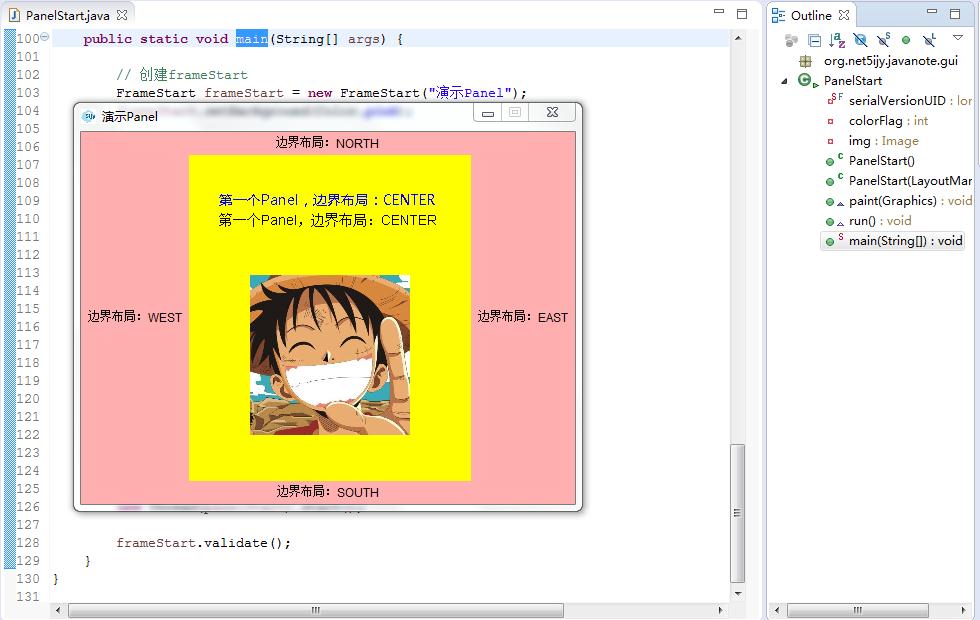 PanelStart.java
100 public static void main(String[] args) {
101
102 // 创建frameStart
103 FrameStart frameStart = new FrameStart("演示Panel");
104
105
106
107
108
109
110
111
112
113
114
115
116
117
118
119
120
121
122
123
124
125
126
127
128 frameStart.validate();
129 }
130 }
131
演示Panel
边界布局：NORTH
第一个Panel，边界布局：CENTER
第一个Panel，边界布局：CENTER
边界布局：WEST
边界布局：EAST
边界布局：SOUTH
Outline
org.net5ijy.javanote.gui
PanelStart
serialVersionUID : lor
colorFlag : int
img : Image
PanelStart()
PanelStart(LayoutMar
paint(Graphics) : void
run() : void
main(String[]) : void